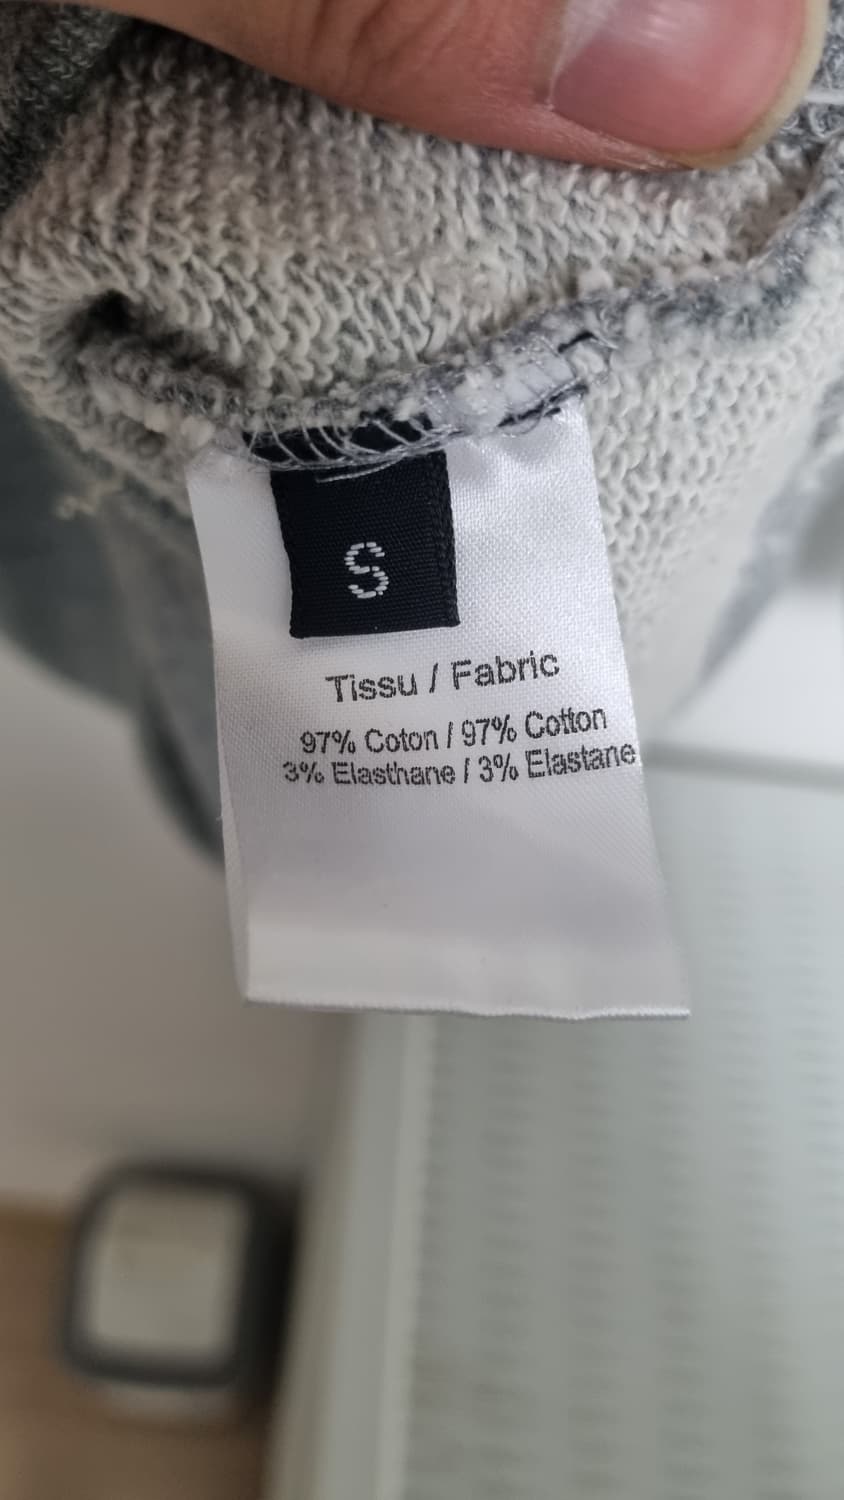 S
Tissu / Fabric
97% Coton / 97% Cotton
3% Elasthane / 3% Elastane